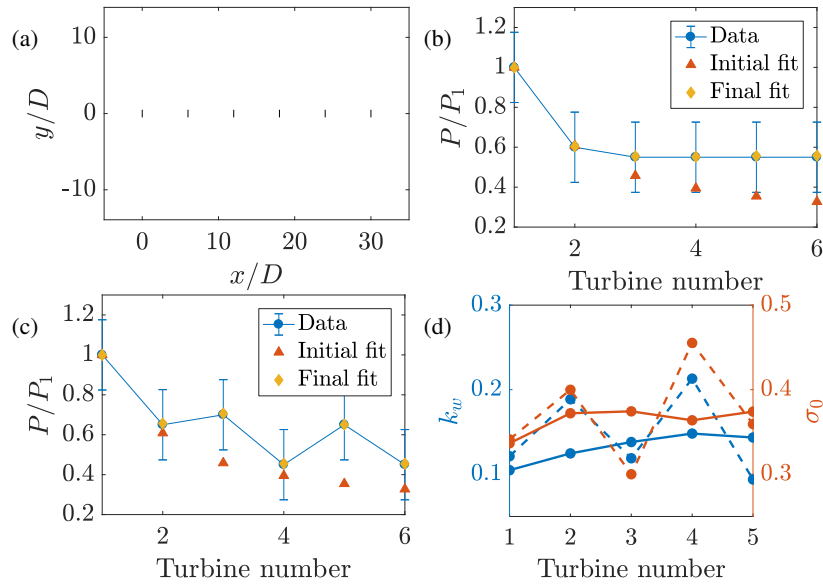 (a)
10
0
-10
y/D
0
10
20
30
x/D
(b)
1.2
1
0.8
0.6
0.4
0.2
P/P₁
2
4
6
Turbine number
Data
Initial fit
Final fit
(c)
1.2
1
0.8
0.6
0.4
0.2
P/P₁
2
4
6
Turbine number
Data
Initial fit
Final fit
(d)
0.3
0.2
0.1
k_w
0.5
0.4
0.3
σ₀
1
2
3
4
5
Turbine number